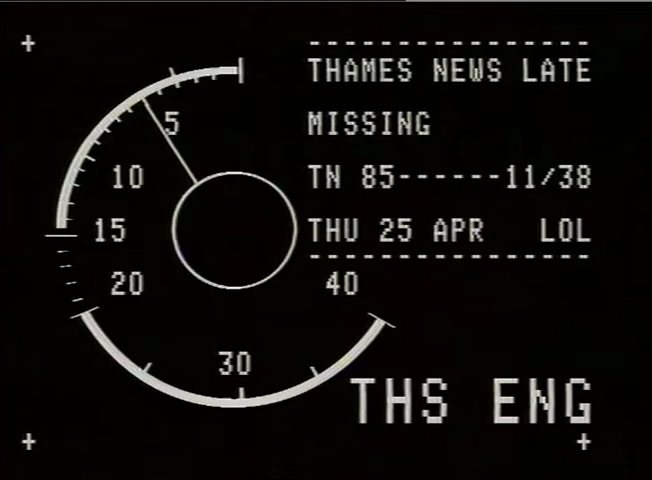 THAMES NEWS LATE
MISSING
TN 85------11/38
THU 25 APR LOL
5
10
15
20
30
40
THS ENG